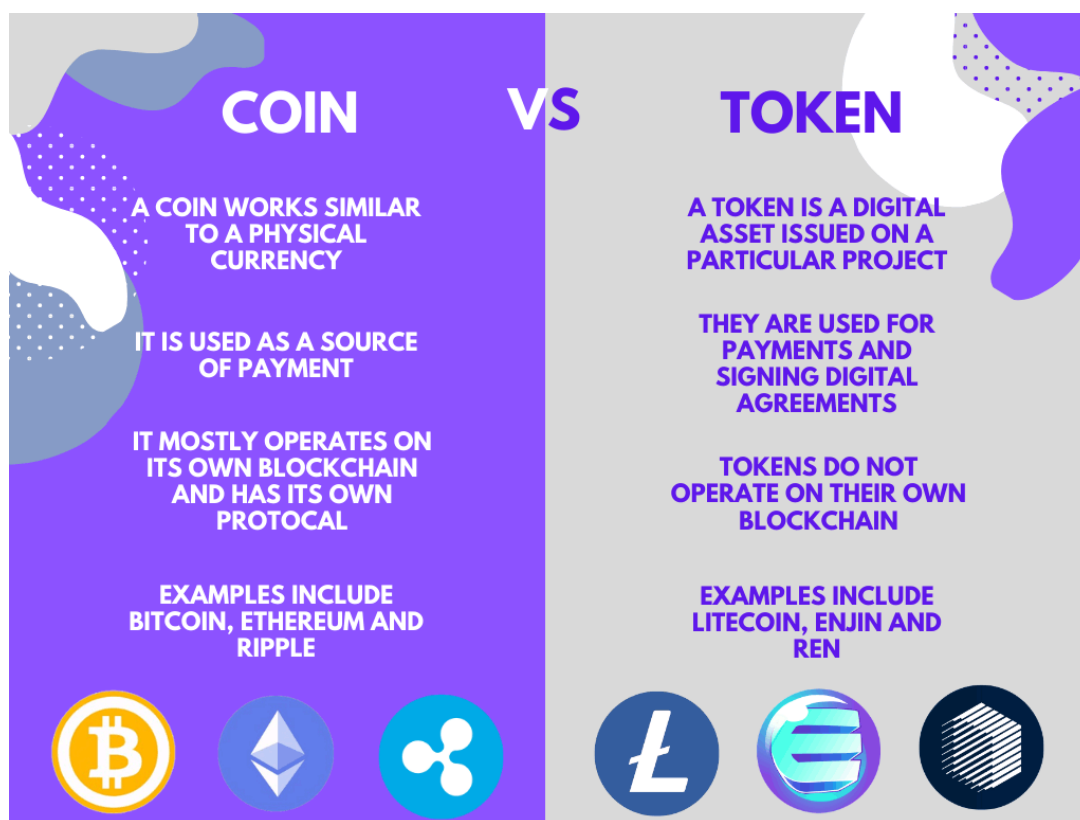 COIN
VS
TOKEN
A COIN WORKS SIMILAR
TO A PHYSICAL
CURRENCY
IT IS USED AS A SOURCE
OF PAYMENT
IT MOSTLY OPERATES ON
ITS OWN BLOCKCHAIN
AND HAS ITS OWN
PROTOCAL
EXAMPLES INCLUDE
BITCOIN, ETHEREUM AND
RIPPLE
A TOKEN IS A DIGITAL
ASSET ISSUED ON A
PARTICULAR PROJECT
THEY ARE USED FOR
PAYMENTS AND
SIGNING DIGITAL
AGREEMENTS
TOKENS DO NOT
OPERATE ON THEIR OWN
BLOCKCHAIN
EXAMPLES INCLUDE
LITECOIN, ENJIN AND
REN